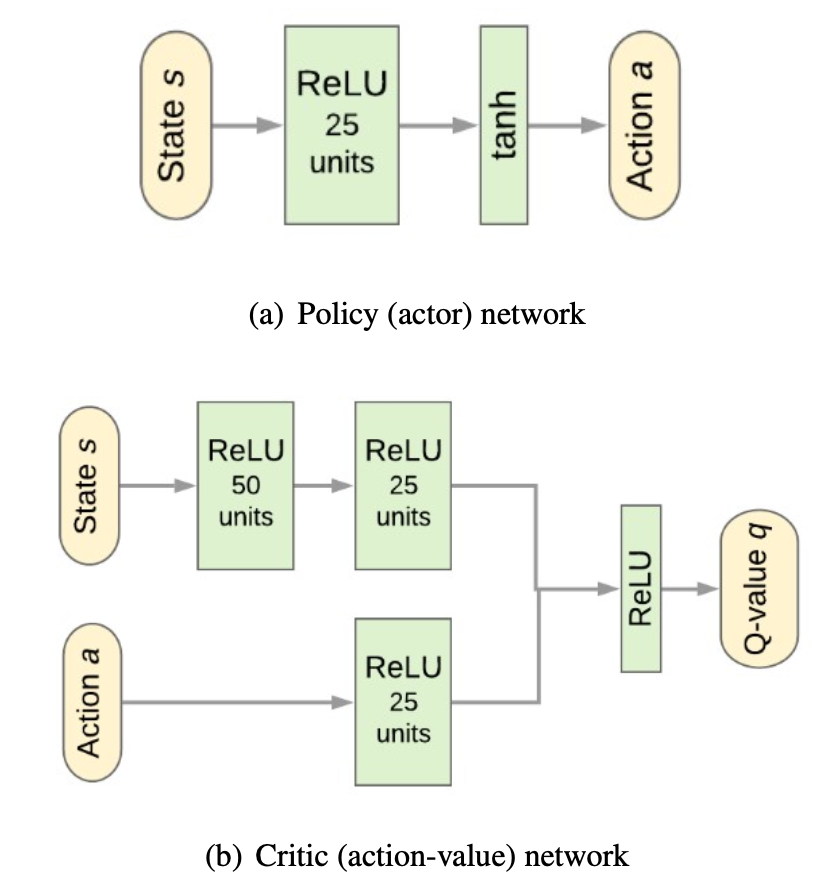 State s
ReLU
25
units
tanh
Action a
(a) Policy (actor) network
State s
ReLU
50
units
ReLU
25
units
Action a
ReLU
25
units
ReLU
Q-value q
(b) Critic (action-value) network